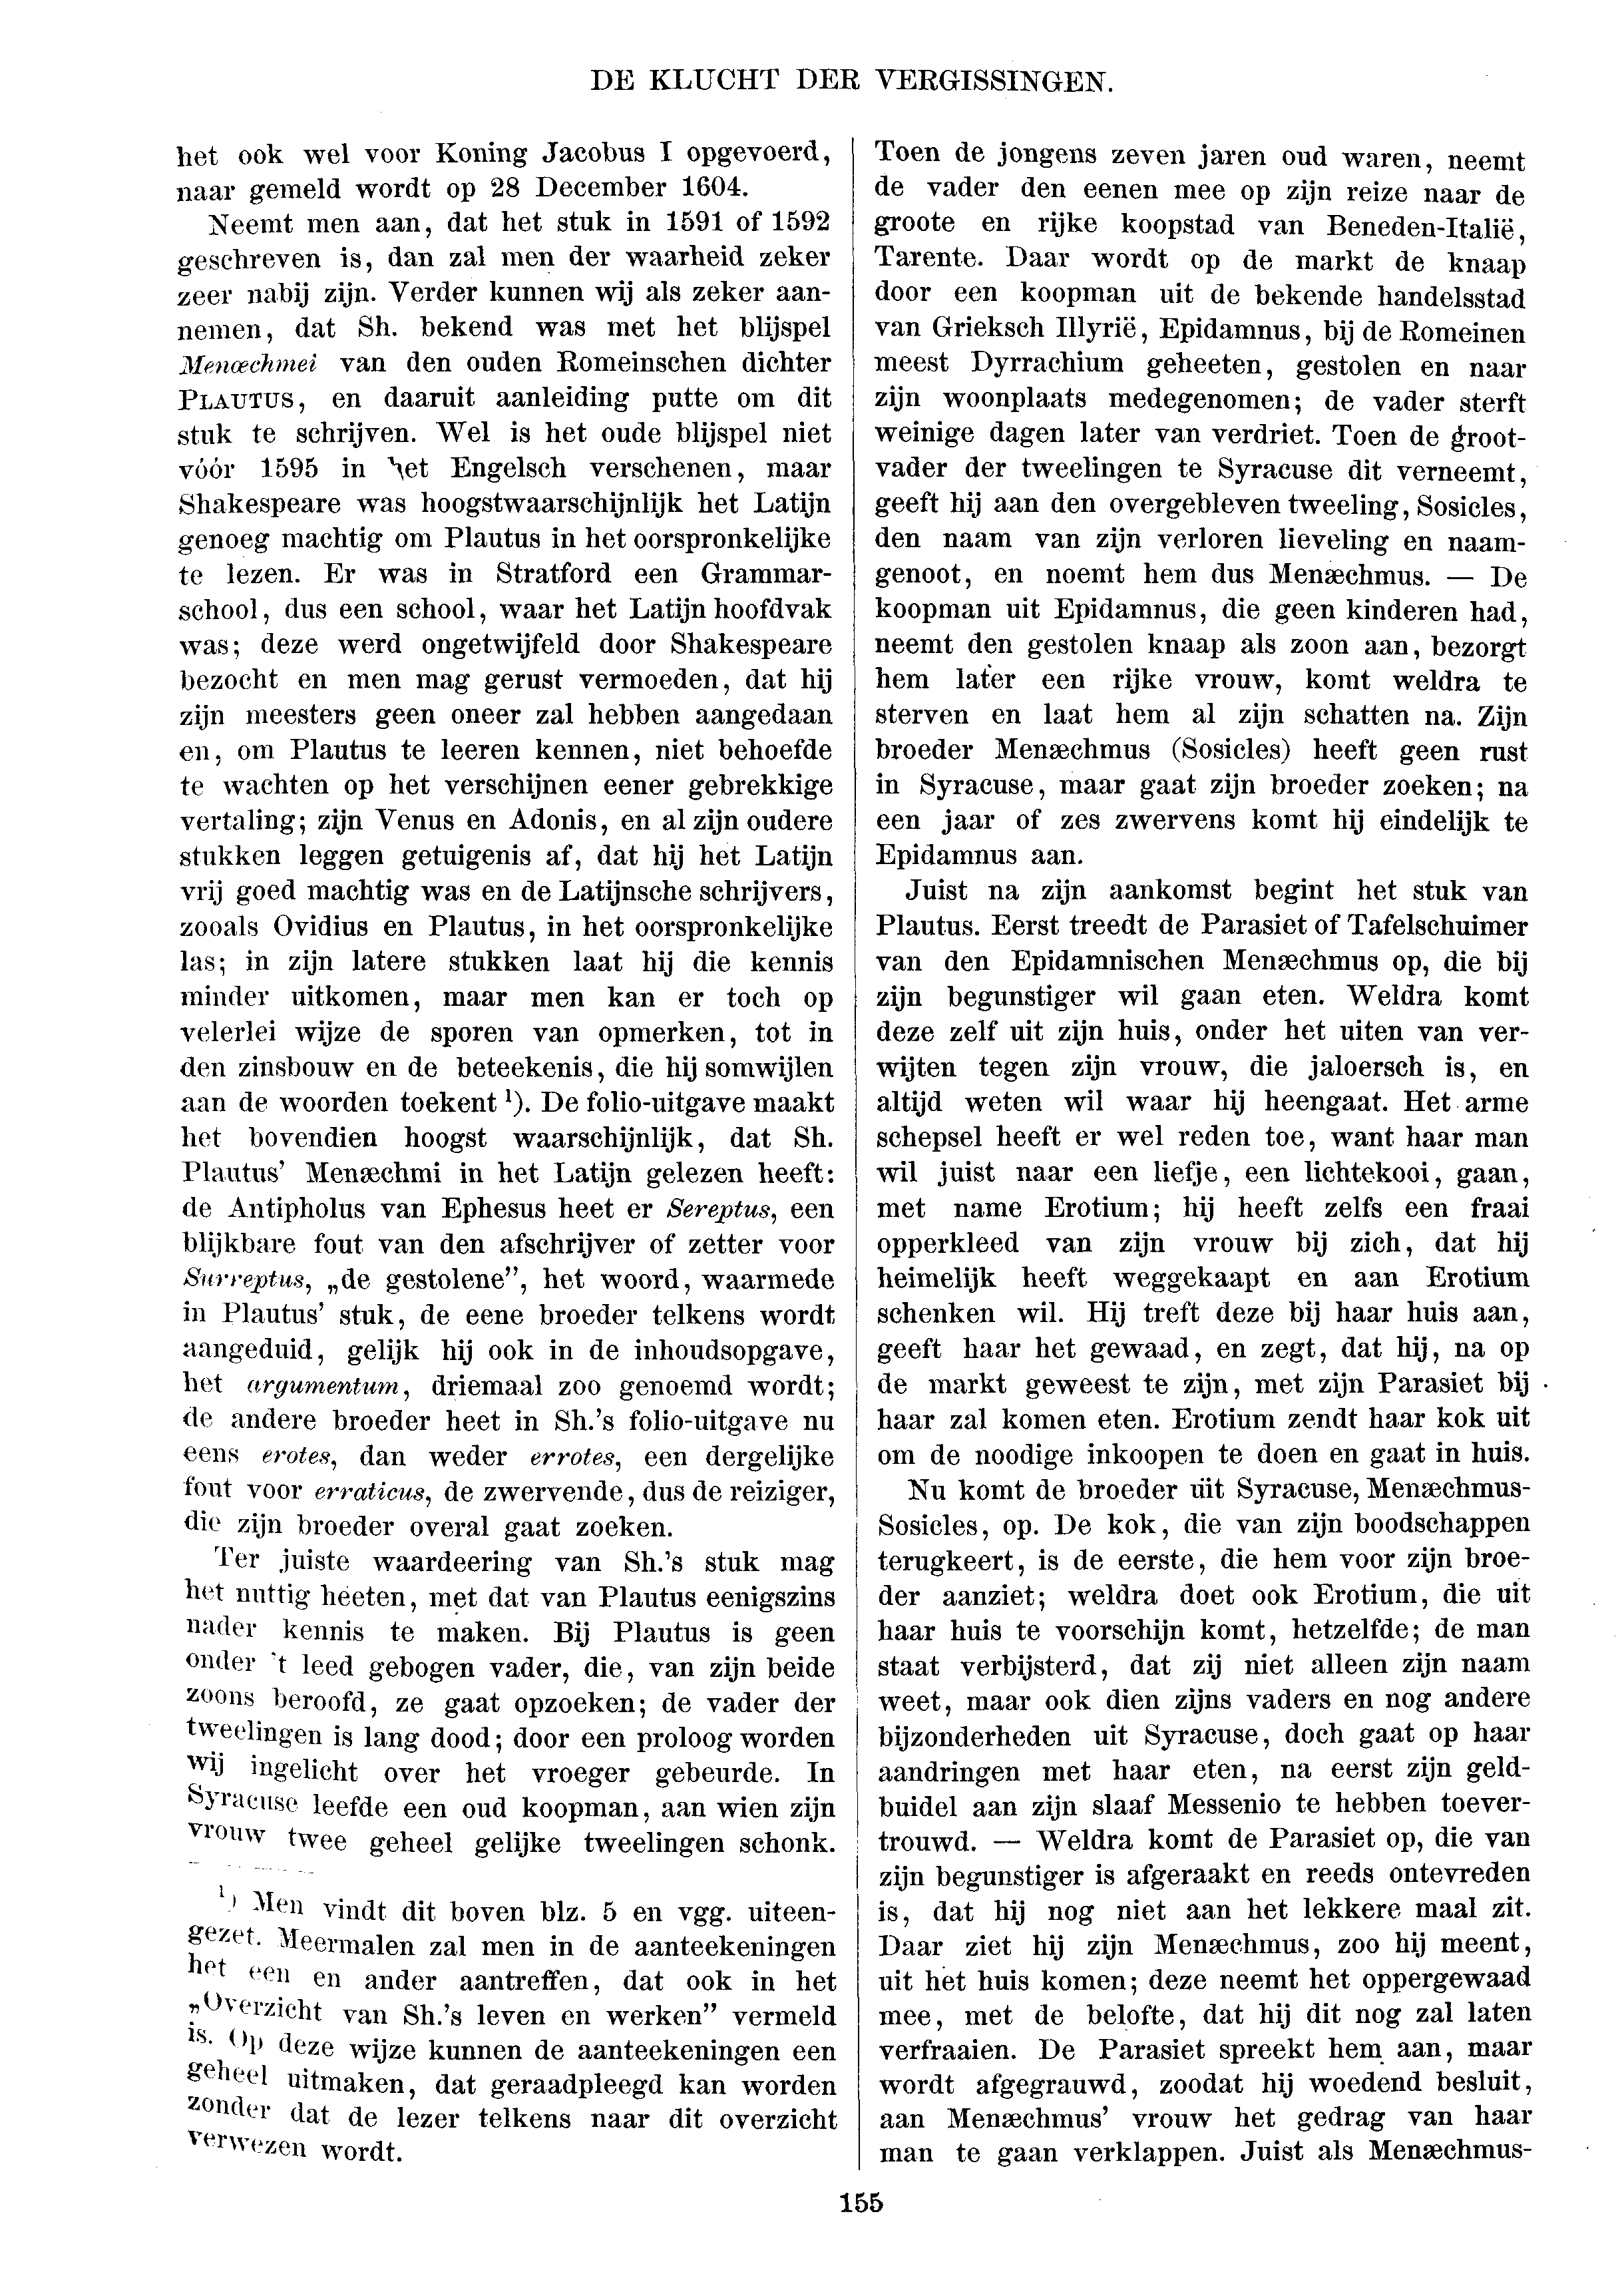 DE KLUCHT DER VERGISSINGEN.
het ook wel voor Koning Jacobus I opgevoerd,
naar gemeld wordt op 28 December 1604.
Neemt men aan, dat het stuk in 1591 of 1592
geschreven is, dan zal men der waarheid zeker
zeer nabij zijn. Verder kunnen wij als zeker aan-
nemen, dat Sh. bekend was met het blijspel
Menœchmei van den ouden Romeinschen dichter
PLAUTUS, en daaruit aanleiding putte om dit
stuk te schrijven. Wel is het oude blijspel niet
vóór 1595 in het Engelsch verschenen, maar
Shakespeare was hoogstwaarschijnlijk het Latijn
genoeg machtig om Plautus in het oorspronkelijke
te lezen. Er was in Stratford een Grammar-
school, dus een school, waar het Latijn hoofdvak
was; deze werd ongetwijfeld door Shakespeare
bezocht en men mag gerust vermoeden, dat hij
zijn meesters geen oneer zal hebben aangedaan
en, om Plautus te leeren kennen, niet behoefde
te wachten op het verschijnen eener gebrekkige
vertaling; zijn Venus en Adonis, en al zijn oudere
stukken leggen getuigenis af, dat hij het Latijn
vrij goed machtig was en de Latijnsche schrijvers,
zooals Ovidius en Plautus, in het oorspronkelijke
las; in zijn latere stukken laat hij die kennis
minder uitkomen, maar men kan er toch op
velerlei wijze de sporen van opmerken, tot in
den zinsbouw en de beteekenis, die hij somwijlen
aan de woorden toekent ¹). De folio-uitgave maakt
het bovendien hoogst waarschijnlijk, dat Sh.
Plautus' Menæchmi in het Latijn gelezen heeft:
de Antipholus van Ephesus heet er Sereptus, een
blijkbare fout van den afschrijver of zetter voor
Surreptus, „de gestolene”, het woord, waarmede
in Plautus' stuk, de eene broeder telkens wordt
aangeduid, gelijk hij ook in de inhoudsopgave,
het argumentum, driemaal zoo genoemd wordt;
de andere broeder heet in Sh.'s folio-uitgave nu
eens erotes, dan weder errotes, een dergelijke
fout voor erraticus, de zwervende, dus de reiziger,
die zijn broeder overal gaat zoeken.
Ter juiste waardeering van Sh.'s stuk mag
het nuttig heeten, met dat van Plautus eenigszins
nader kennis te maken. Bij Plautus is geen
onder 't leed gebogen vader, die, van zijn beide
zoons beroofd, ze gaat opzoeken; de vader der
tweelingen is lang dood; door een proloog worden
wij ingelicht over het vroeger gebeurde. In
Syracuse leefde een oud koopman, aan wien zijn
vrouw twee geheel gelijke tweelingen schonk.
¹) Men vindt dit boven blz. 5 en vgg. uiteen-
gezet. Meermalen zal men in de aanteekeningen
het een en ander aantreffen, dat ook in het
„Overzicht van Sh.'s leven en werken” vermeld
is. Op deze wijze kunnen de aanteekeningen een
geheel uitmaken, dat geraadpleegd kan worden
zonder dat de lezer telkens naar dit overzicht
verwezen wordt.
Toen de jongens zeven jaren oud waren, neemt
de vader den eenen mee op zijn reize naar de
groote en rijke koopstad van Beneden-Italië,
Tarente. Daar wordt op de markt de knaap
door een koopman uit de bekende handelsstad
van Grieksch Illyrië, Epidamnus, bij de Romeinen
meest Dyrrachium geheeten, gestolen en naar
zijn woonplaats medegenomen; de vader sterft
weinige dagen later van verdriet. Toen de groot-
vader der tweelingen te Syracuse dit verneemt,
geeft hij aan den overgebleven tweeling, Sosicles,
den naam van zijn verloren lieveling en naam-
genoot, en noemt hem dus Menæchmus. — De
koopman uit Epidamnus, die geen kinderen had,
neemt den gestolen knaap als zoon aan, bezorgt
hem later een rijke vrouw, komt weldra te
sterven en laat hem al zijn schatten na. Zijn
broeder Menæchmus (Sosicles) heeft geen rust
in Syracuse, maar gaat zijn broeder zoeken; na
een jaar of zes zwervens komt hij eindelijk te
Epidamnus aan.
Juist na zijn aankomst begint het stuk van
Plautus. Eerst treedt de Parasiet of Tafelschuimer
van den Epidamnischen Menæchmus op, die bij
zijn begunstiger wil gaan eten. Weldra komt
deze zelf uit zijn huis, onder het uiten van ver-
wijten tegen zijn vrouw, die jaloersch is, en
altijd weten wil waar hij heengaat. Het arme
schepsel heeft er wel reden toe, want haar man
wil juist naar een liefje, een lichtekooi, gaan,
met name Erotium; hij heeft zelfs een fraai
opperkleed van zijn vrouw bij zich, dat hij
heimelijk heeft weggekaapt en aan Erotium
schenken wil. Hij treft deze bij haar huis aan,
geeft haar het gewaad, en zegt, dat hij, na op
de markt geweest te zijn, met zijn Parasiet bij
haar zal komen eten. Erotium zendt haar kok uit
om de noodige inkoopen te doen en gaat in huis.
Nu komt de broeder uit Syracuse, Menæchmus-
Sosicles, op. De kok, die van zijn boodschappen
terugkeert, is de eerste, die hem voor zijn broe-
der aanziet; weldra doet ook Erotium, die uit
haar huis te voorschijn komt, hetzelfde; de man
staat verbijsterd, dat zij niet alleen zijn naam
weet, maar ook dien zijns vaders en nog andere
bijzonderheden uit Syracuse, doch gaat op haar
aandringen met haar eten, na eerst zijn geld-
buidel aan zijn slaaf Messenio te hebben toever-
trouwd. — Weldra komt de Parasiet op, die van
zijn begunstiger is afgeraakt en reeds ontevreden
is, dat hij nog niet aan het lekkere maal zit.
Daar ziet hij zijn Menæchmus, zoo hij meent,
uit het huis komen; deze neemt het oppergewaad
mee, met de belofte, dat hij dit nog zal laten
verfraaien. De Parasiet spreekt hem aan, maar
wordt afgegrauwd, zoodat hij woedend besluit,
aan Menæchmus' vrouw het gedrag van haar
man te gaan verklappen. Juist als Menæchmus-
155